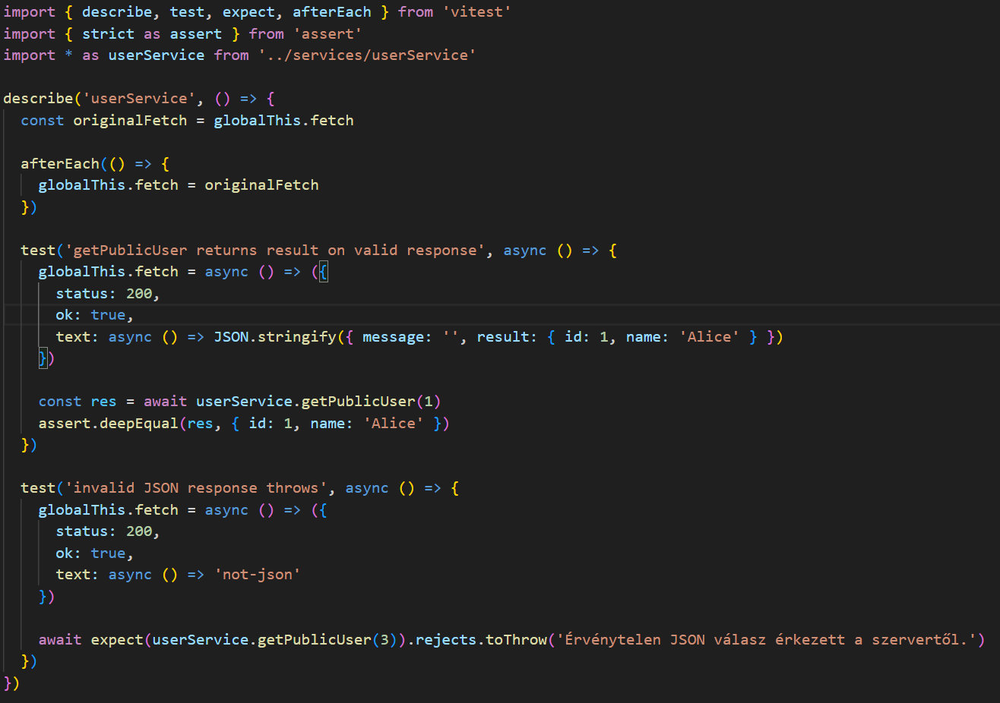 import { describe, test, expect, afterEach } from 'vitest'
import { strict as assert } from 'assert'
import * as userService from '../services/userService'

describe('userService', () => {
  const originalFetch = globalThis.fetch

  afterEach(() => {
    globalThis.fetch = originalFetch
  })

  test('getPublicUser returns result on valid response', async () => {
    globalThis.fetch = async () => ({
      status: 200,
      ok: true,
      text: async () => JSON.stringify({ message: '', result: { id: 1, name: 'Alice' } })
    })

    const res = await userService.getPublicUser(1)
    assert.deepEqual(res, { id: 1, name: 'Alice' })
  })

  test('invalid JSON response throws', async () => {
    globalThis.fetch = async () => ({
      status: 200,
      ok: true,
      text: async () => 'not-json'
    })

    await expect(userService.getPublicUser(3)).rejects.toThrow('Érvénytelen JSON válasz érkezett a szervertől.')
  })
})